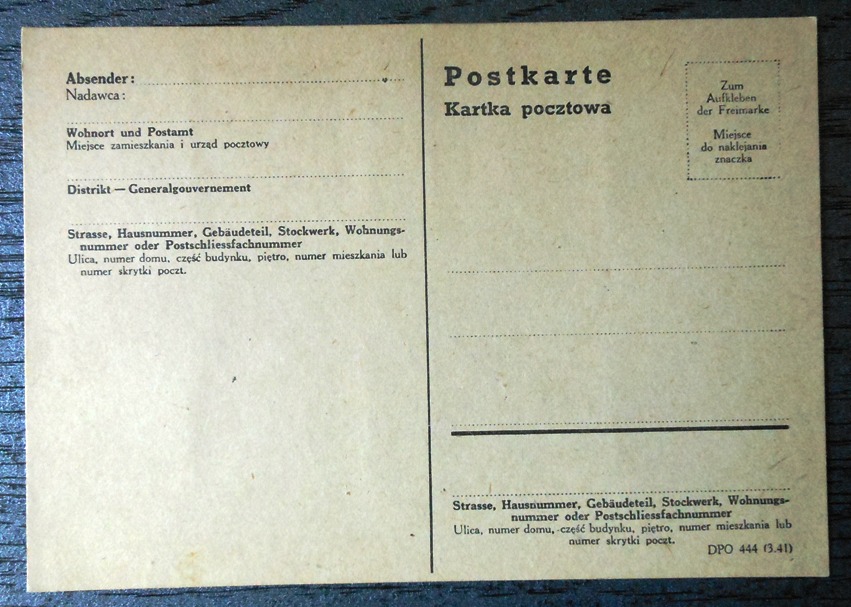 Absender:
Nadawca:
Wohnort und Postamt
Miejsce zamieszkania i urząd pocztowy
Distrikt — Generalgouvernement
Strasse, Hausnummer, Gebäudeteil, Stockwerk, Wohnungs-
nummer oder Postschliessfachnummer
Ulica, numer domu, część budynku, piętro, numer mieszkania lub
numer skrytki poczt.
Postkarte
Kartka pocztowa
Zum
Aufkleben
der Freimarke
Miejsce
do naklejania
znaczka
Strasse, Hausnummer, Gebäudeteil, Stockwerk, Wohnungs-
nummer oder Postschliessfachnummer
Ulica, numer domu, część budynku, piętro, numer mieszkania lub
numer skrytki poczt.
DPO 444 (3.41)